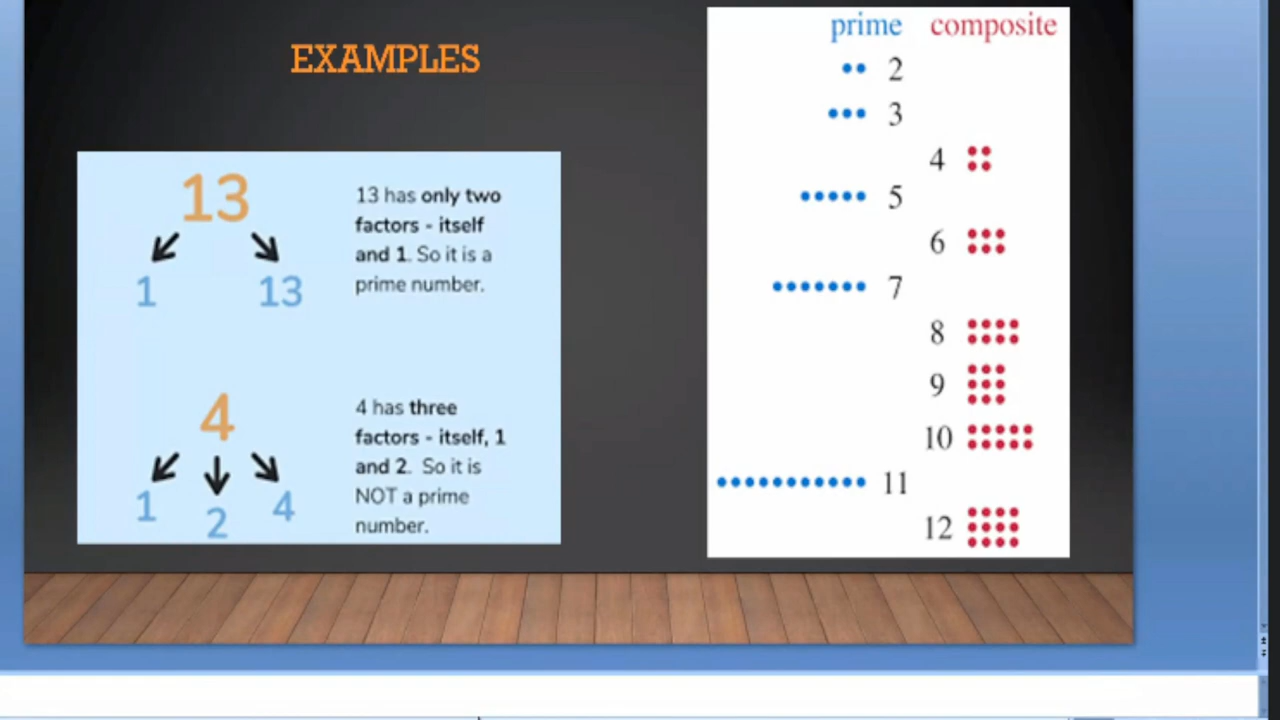 EXAMPLES
13
1 13
13 has only two
factors - itself
and 1. So it is a
prime number.
4
1 2 4
4 has three
factors - itself, 1
and 2. So it is
NOT a prime
number.
prime composite
2
3
4
5
6
7
8
9
10
11
12